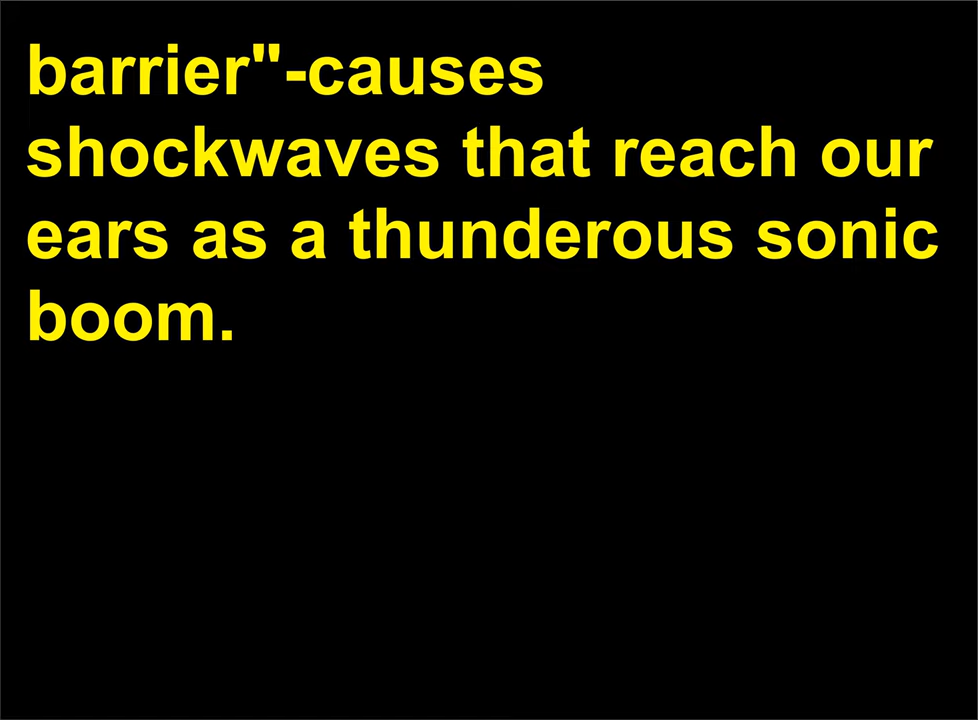 barrier"-causes
shockwaves that reach our
ears as a thunderous sonic
boom.